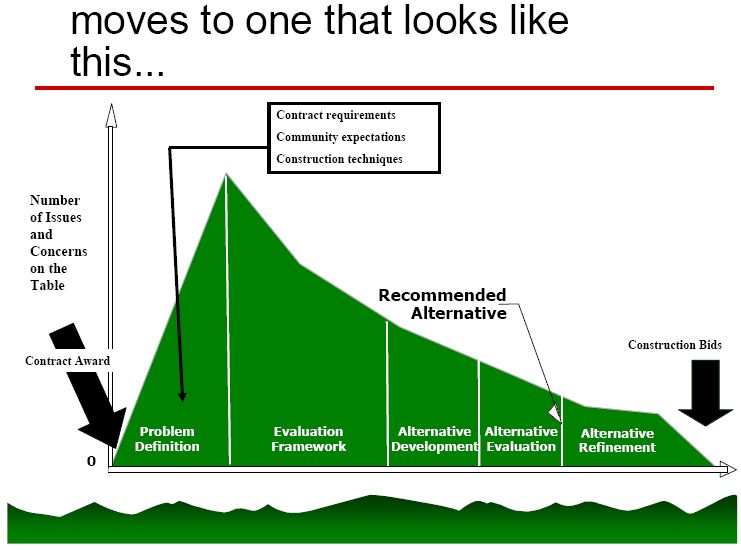 moves to one that looks like
this...
Contract requirements
Community expectations
Construction techniques
Number
of Issues
and
Concerns
on the
Table
Recommended
Alternative
Construction Bids
Contract Award
Problem
Definition
Evaluation
Framework
Alternative
Development
Alternative
Evaluation
Alternative
Refinement
0